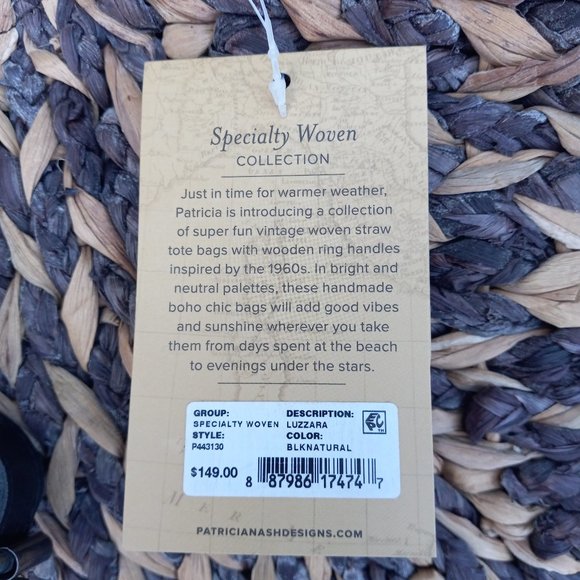 Specialty Woven
COLLECTION
Just in time for warmer weather,
Patricia is introducing a collection
of super fun vintage woven straw
tote bags with wooden ring handles
inspired by the 1960s. In bright and
neutral palettes, these handmade
boho chic bags will add good vibes
and sunshine wherever you take
them from days spent at the beach
to evenings under the stars.
GROUP: DESCRIPTION:
SPECIALTY WOVEN LUZZARA
STYLE: COLOR:
P443130 BLKNATURAL
$149.00
8 87986 17474 7
PATRICIANASHDESIGNS.COM